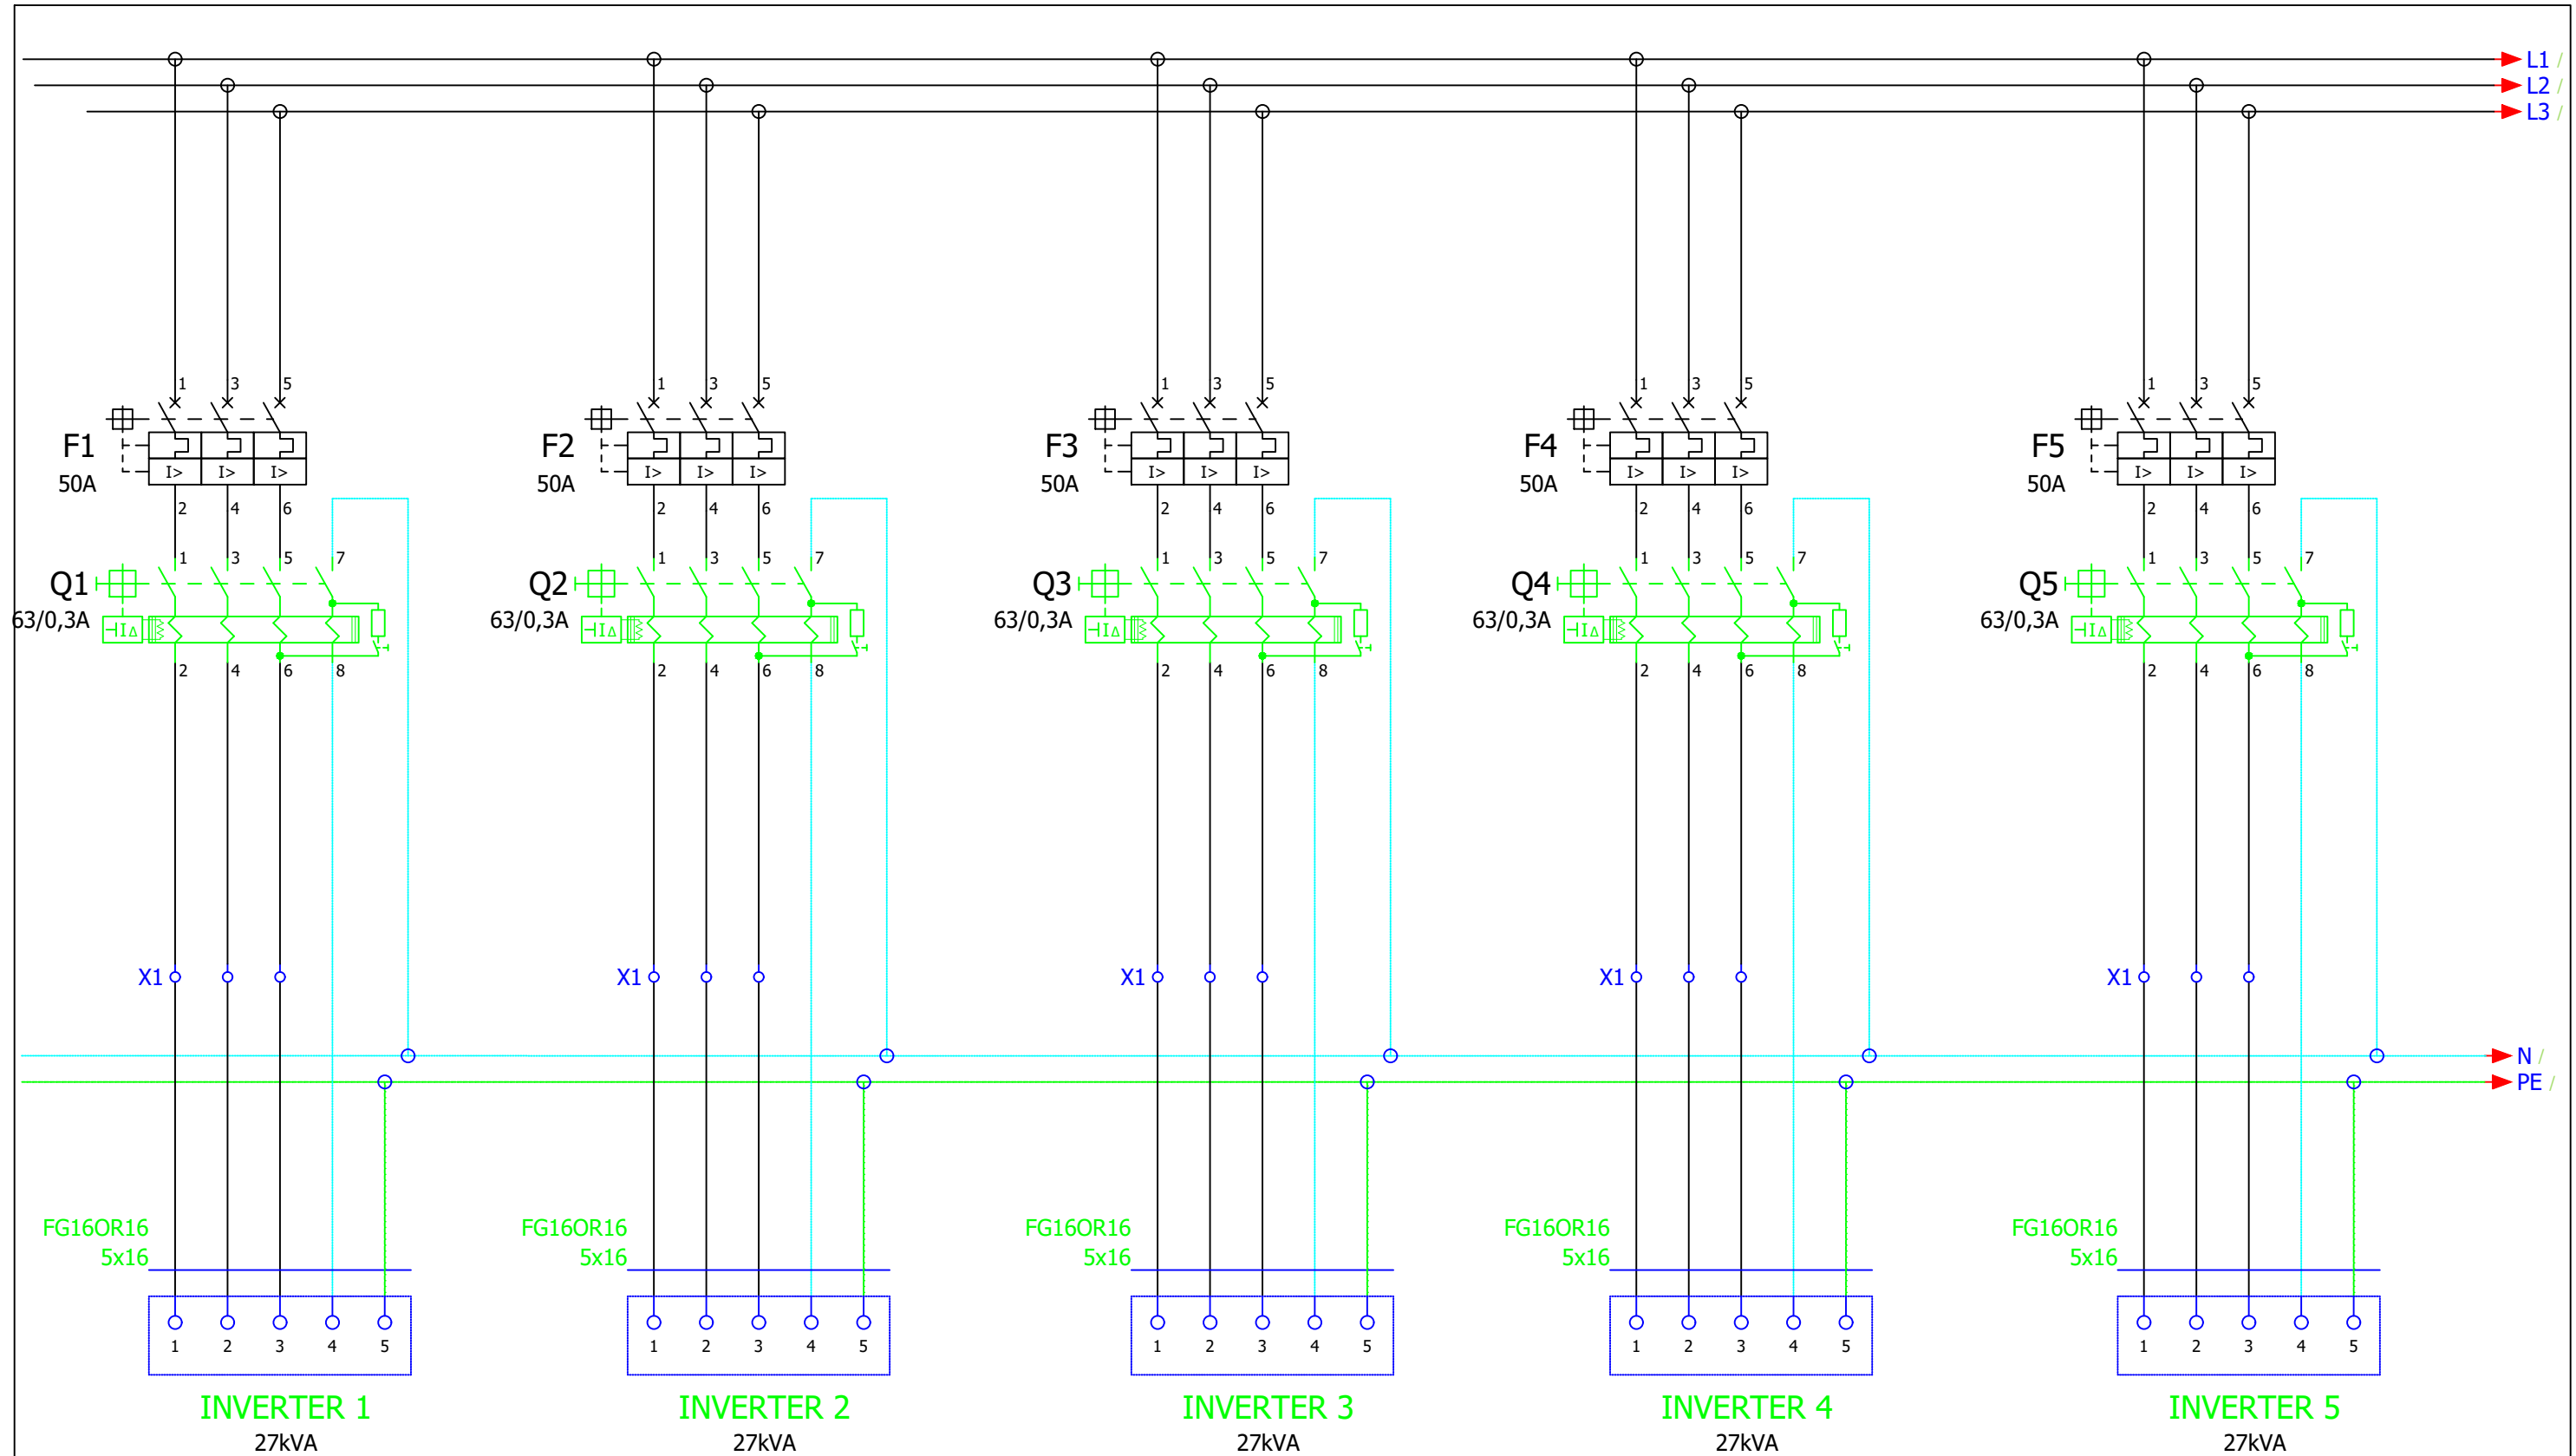 L1 /
L2 /
L3 /
1 3 5 1 3 5 1 3 5 1 3 5 1 3 5
F1 F2 F3 F4 F5
I> I> I> I> I> I> I> I> I> I> I> I> I> I> I>
50A 50A 50A 50A 50A
2 4 6 2 4 6 2 4 6 2 4 6 2 4 6
1 3 5 7 1 3 5 7 1 3 5 7 1 3 5 7 1 3 5 7
Q1 Q2 Q3 Q4 Q5
63/0,3A 63/0,3A 63/0,3A 63/0,3A 63/0,3A
IΔ IΔ IΔ IΔ IΔ
2 4 6 8 2 4 6 8 2 4 6 8 2 4 6 8 2 4 6 8
X1 X1 X1 X1 X1
N /
PE /
FG16OR16 FG16OR16 FG16OR16 FG16OR16 FG16OR16
5x16 5x16 5x16 5x16 5x16
1 2 3 4 5 1 2 3 4 5 1 2 3 4 5 1 2 3 4 5 1 2 3 4 5
INVERTER 1 INVERTER 2 INVERTER 3 INVERTER 4 INVERTER 5
27kVA 27kVA 27kVA 27kVA 27kVA